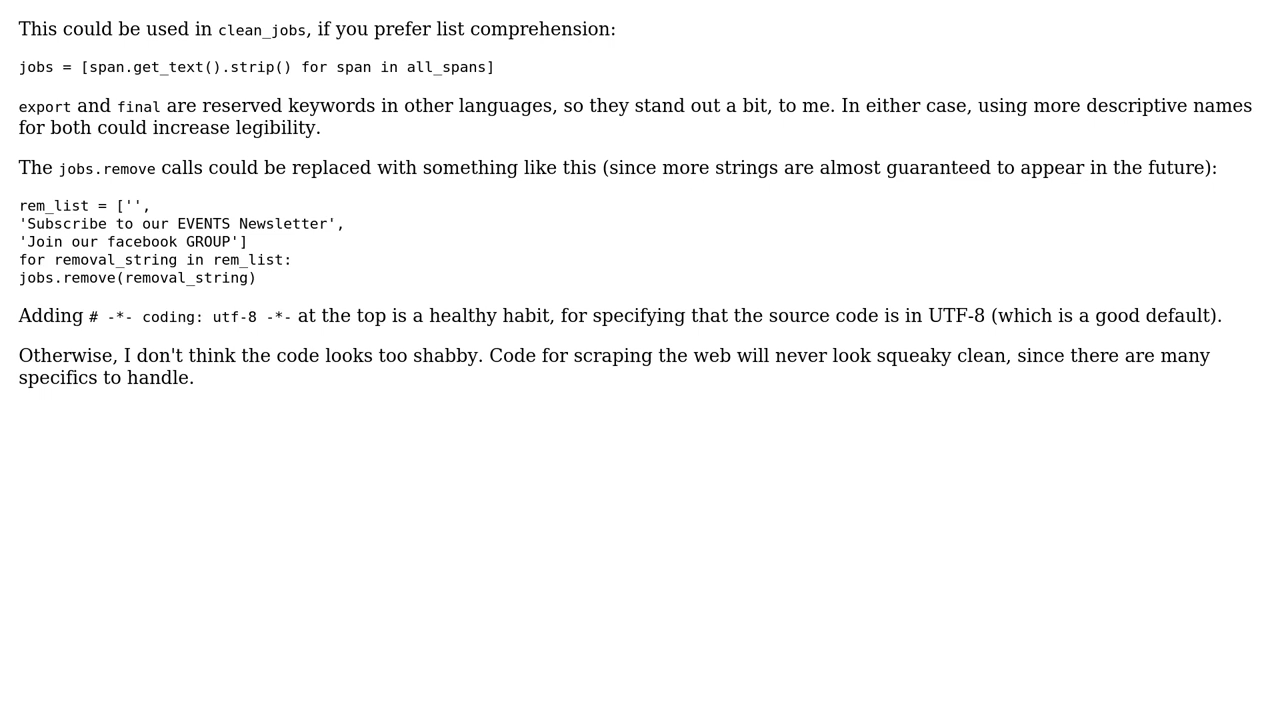 This could be used in clean_jobs, if you prefer list comprehension:
jobs = [span.get_text().strip() for span in all_spans]
export and final are reserved keywords in other languages, so they stand out a bit, to me. In either case, using more descriptive names
for both could increase legibility.
The jobs.remove calls could be replaced with something like this (since more strings are almost guaranteed to appear in the future):
rem_list = ['',
'Subscribe to our EVENTS Newsletter',
'Join our facebook GROUP']
for removal_string in rem_list:
jobs.remove(removal_string)
Adding # -*- coding: utf-8 -*- at the top is a healthy habit, for specifying that the source code is in UTF-8 (which is a good default).
Otherwise, I don't think the code looks too shabby. Code for scraping the web will never look squeaky clean, since there are many
specifics to handle.